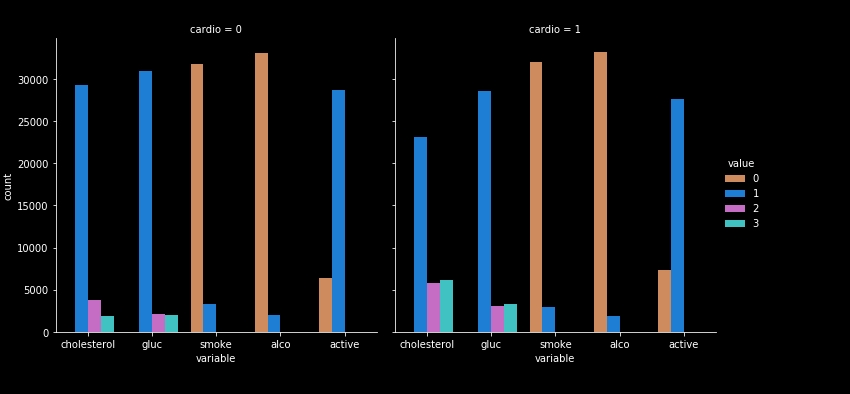 cardio = 0
cardio = 1
30000
25000
20000
15000
10000
5000
0
count
cholesterol gluc smoke alco active
variable
cholesterol gluc smoke alco active
variable
value
0
1
2
3